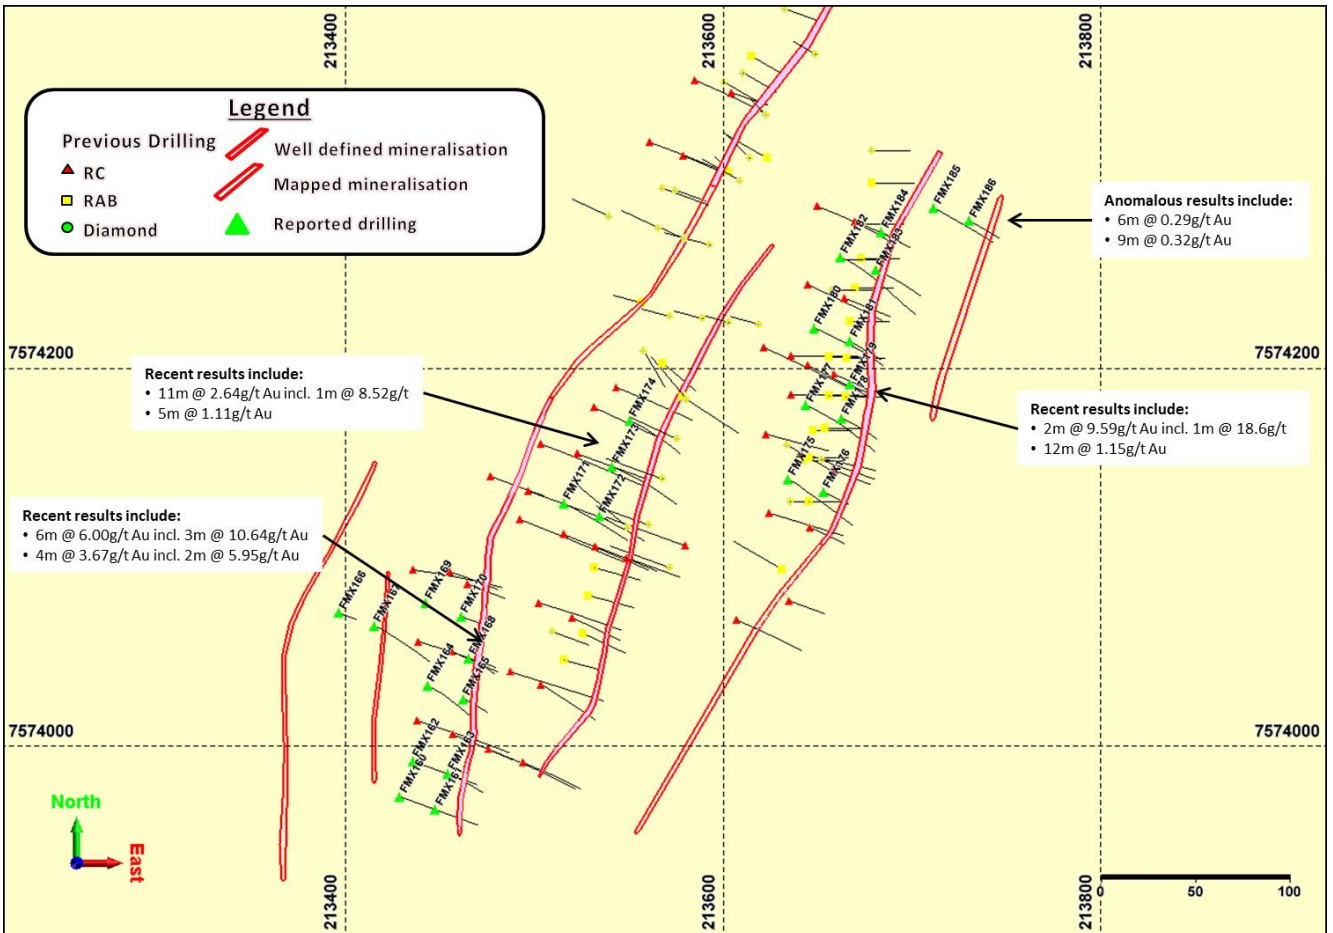 213400
213600
213800
Legend
Previous Drilling
RC
RAB
Diamond
Well defined mineralisation
Mapped mineralisation
Reported drilling
FMX185
FMX186
FMX184
FMX182
FMX183
Anomalous results include:
• 6m @ 0.29g/t Au
• 9m @ 0.32g/t Au
FMX180
FMX181
7574200
7574200
FMX179
FMX177
FMX178
Recent results include:
• 11m @ 2.64g/t Au incl. 1m @ 8.52g/t
• 5m @ 1.11g/t Au
FMX174
FMX173
Recent results include:
• 2m @ 9.59g/t Au incl. 1m @ 18.6g/t
• 12m @ 1.15g/t Au
FMX175
FMX176
FMX171
FMX172
Recent results include:
• 6m @ 6.00g/t Au incl. 3m @ 10.64g/t Au
• 4m @ 3.67g/t Au incl. 2m @ 5.95g/t Au
FMX166
FMX167
FMX169
FMX170
FMX168
FMX164
FMX165
7574000
7574000
FMX162
FMX163
FMX160
FMX161
North
East
213400
213600
213800
0
50
100